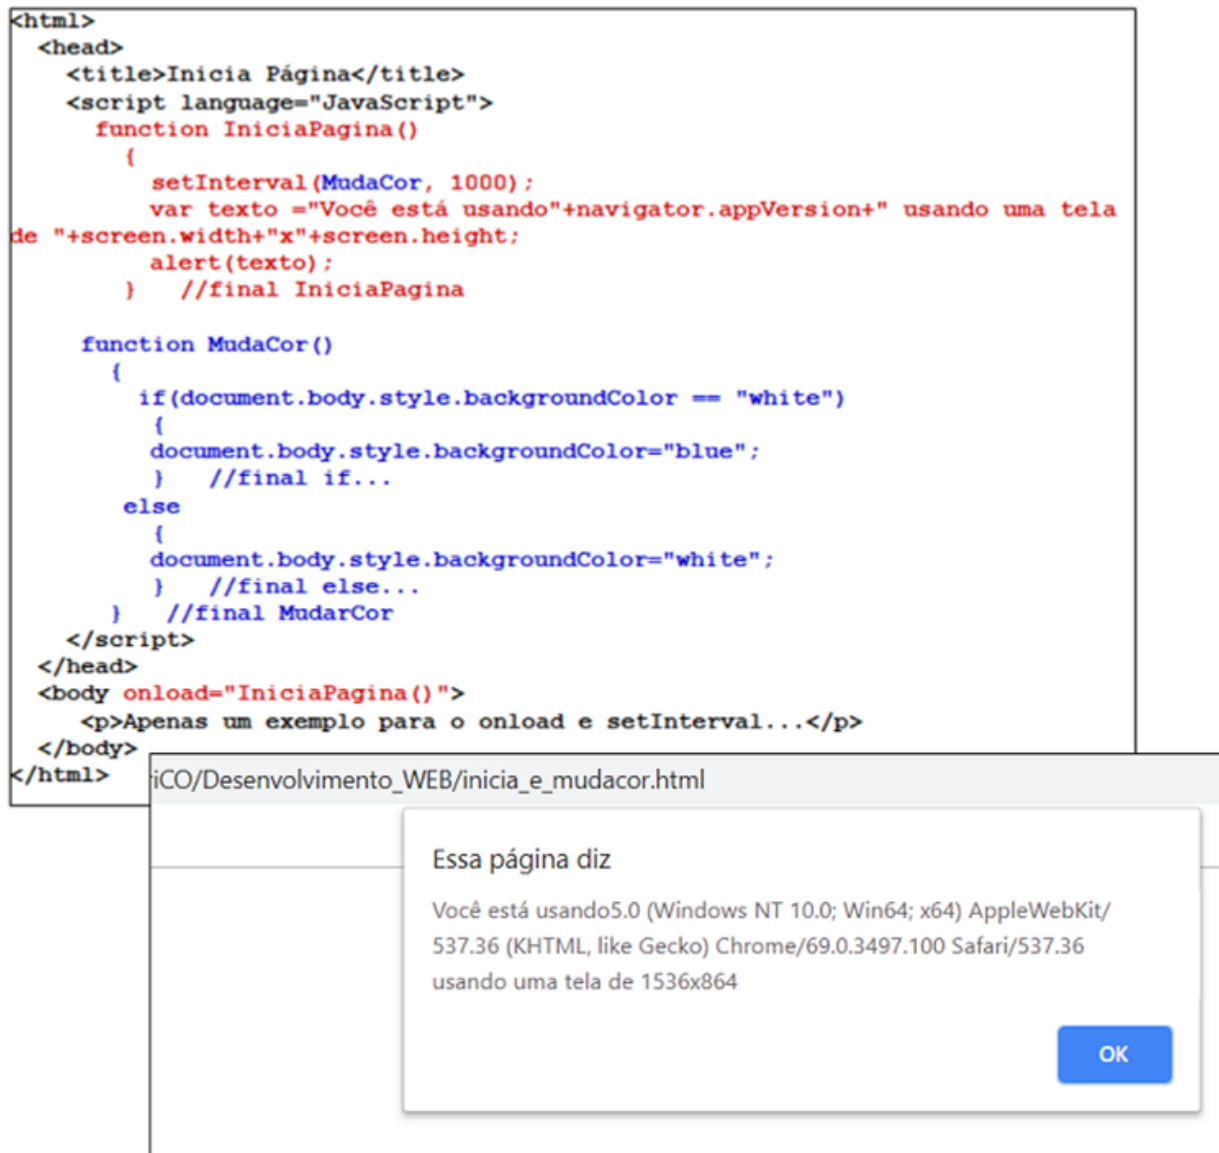 <html>
<head>
<title>Inicia Página</title>
<script language="JavaScript">
function IniciaPagina()
{
setInterval(MudaCor, 1000);
var texto ="Você está usando"+navigator.appVersion+" usando uma tela
de "+screen.width+"x"+screen.height;
alert(texto);
} //final IniciaPagina
function MudaCor()
{
if(document.body.style.backgroundColor == "white")
{
document.body.style.backgroundColor="blue";
} //final if...
else
{
document.body.style.backgroundColor="white";
} //final else...
} //final MudarCor
</script>
</head>
<body onload="IniciaPagina()">
<p>Apenas um exemplo para o onload e setInterval...</p>
</body>
</html>
iCO/Desenvolvimento_WEB/inicia_e_mudacor.html
Essa página diz
Você está usando5.0 (Windows NT 10.0; Win64; x64) AppleWebKit/
537.36 (KHTML, like Gecko) Chrome/69.0.3497.100 Safari/537.36
usando uma tela de 1536x864
OK